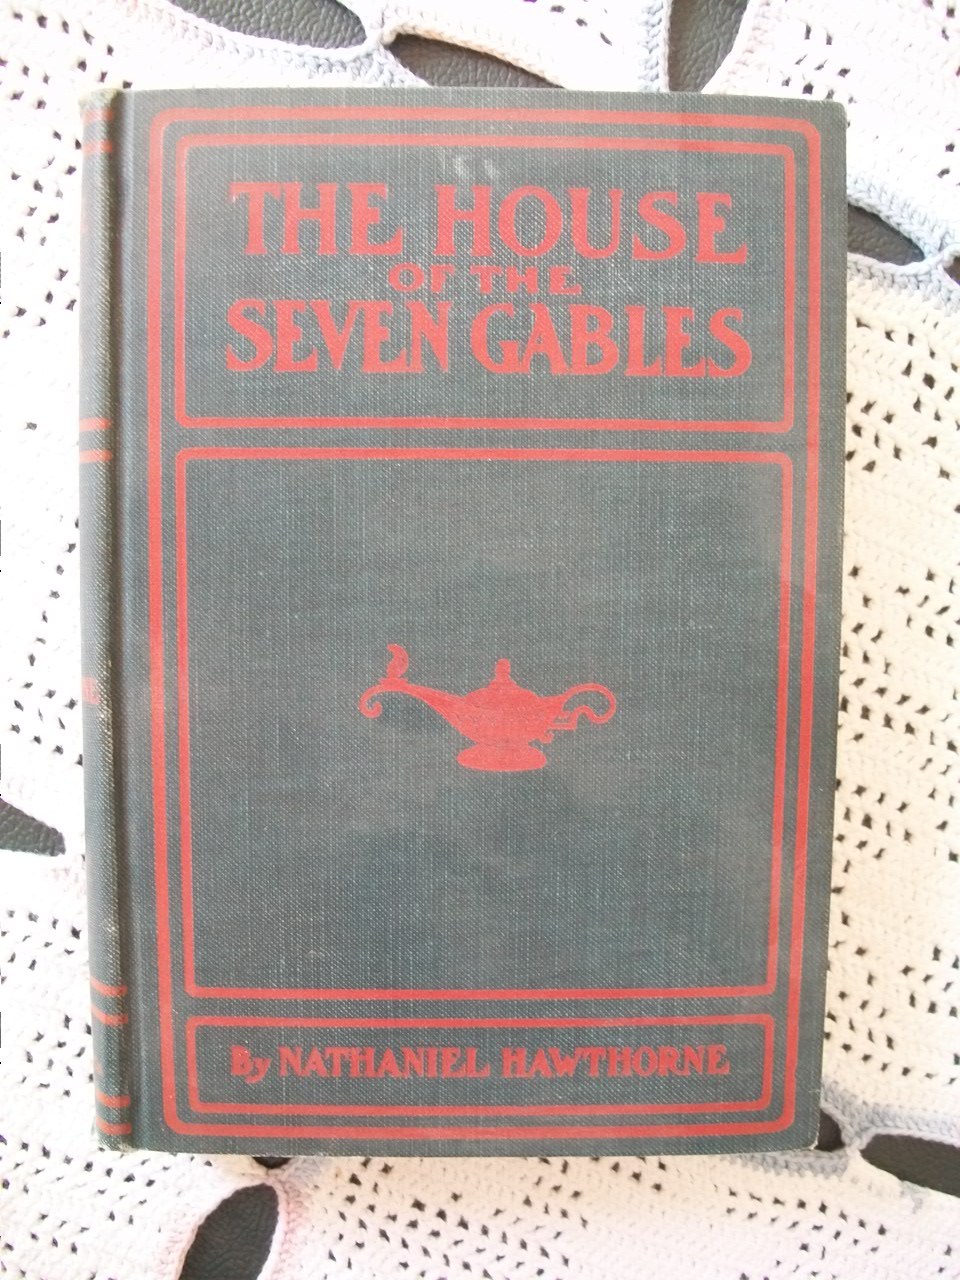 THE HOUSE
OF THE
SEVEN GABLES
By NATHANIEL HAWTHORNE